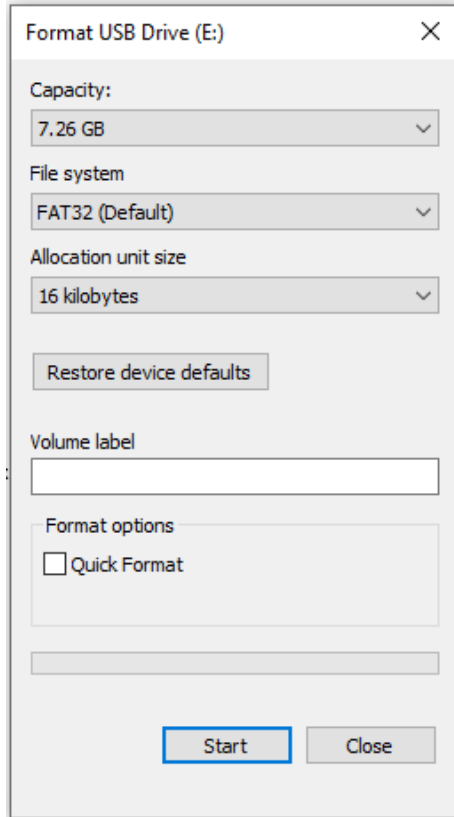 Format USB Drive (E:)
Capacity:
7.26 GB
File system
FAT32 (Default)
Allocation unit size
16 kilobytes
Restore device defaults
Volume label
Format options
Quick Format
Start Close